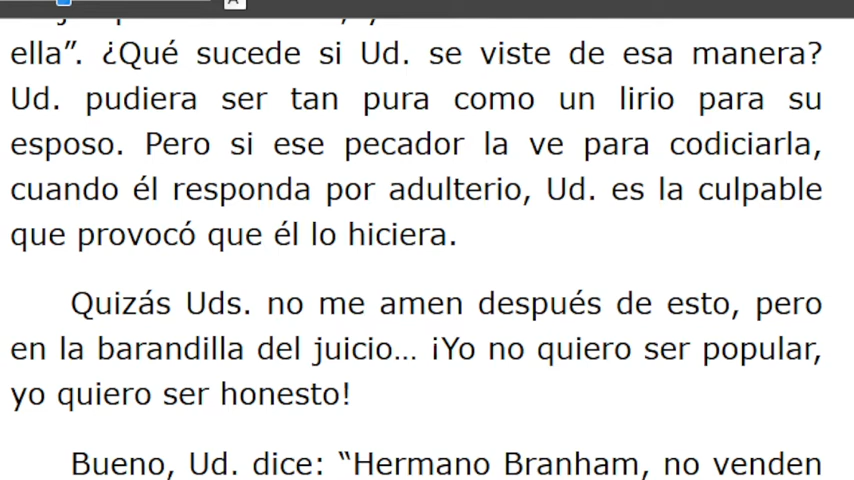 ella”. ¿Qué sucede si Ud. se viste de esa manera?
Ud. pudiera ser tan pura como un lirio para su
esposo. Pero si ese pecador la ve para codiciarla,
cuando él responda por adulterio, Ud. es la culpable
que provocó que él lo hiciera.
Quizás Uds. no me amen después de esto, pero
en la barandilla del juicio... ¡Yo no quiero ser popular,
yo quiero ser honesto!
Bueno, Ud. dice: “Hermano Branham, no venden